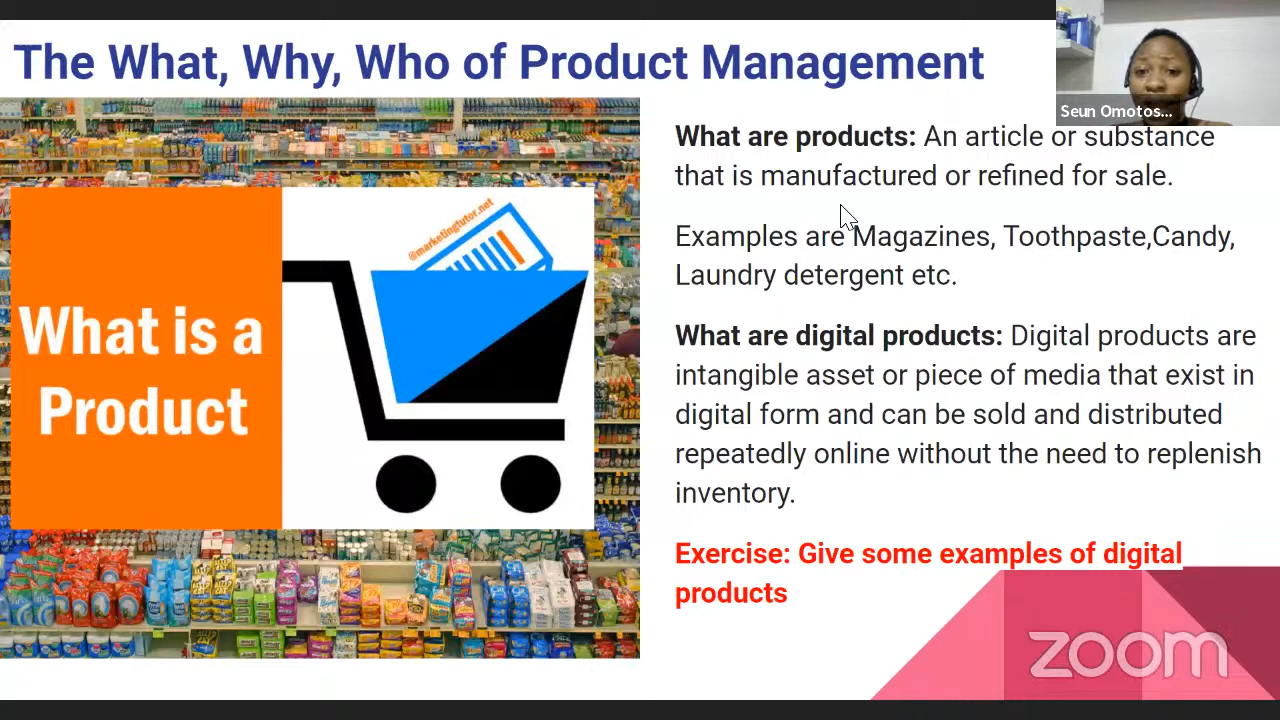 The What, Why, Who of Product Management
Seun Omotos...
@marketingtutor.net
What is a
Product
What are products: An article or substance
that is manufactured or refined for sale.
Examples are Magazines, Toothpaste,Candy,
Laundry detergent etc.
What are digital products: Digital products are
intangible asset or piece of media that exist in
digital form and can be sold and distributed
repeatedly online without the need to replenish
inventory.
Exercise: Give some examples of digital
products
zoom